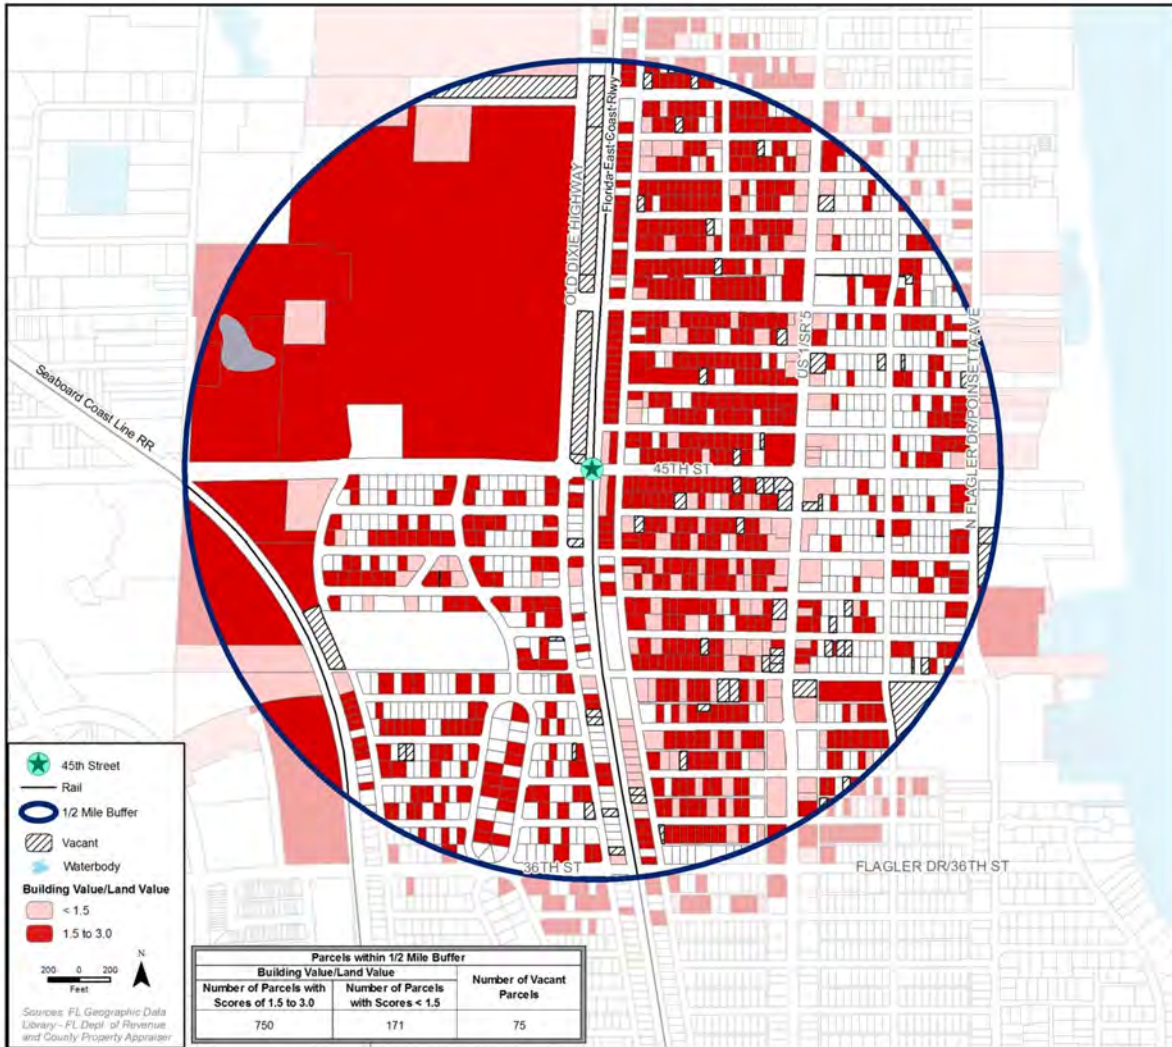 OLD DIXIE HIGHWAY
Florida East Coast Rlwy
US 1/SR 5
N FLAGLER DR/POINSETTA AVE
Seaboard Coast Line RR
45TH ST
36TH ST
FLAGLER DR/36TH ST
45th Street
Rail
1/2 Mile Buffer
Vacant
Waterbody
Building Value/Land Value
< 1.5
1.5 to 3.0
N
200 0 200
Feet
Sources: FL Geographic Data
Library - FL Dept. of Revenue
and County Property Appraiser
Parcels within 1/2 Mile Buffer
Building Value/Land Value
Number of Parcels with
Scores of 1.5 to 3.0
Number of Parcels
with Scores < 1.5
Number of Vacant
Parcels
750 171 75